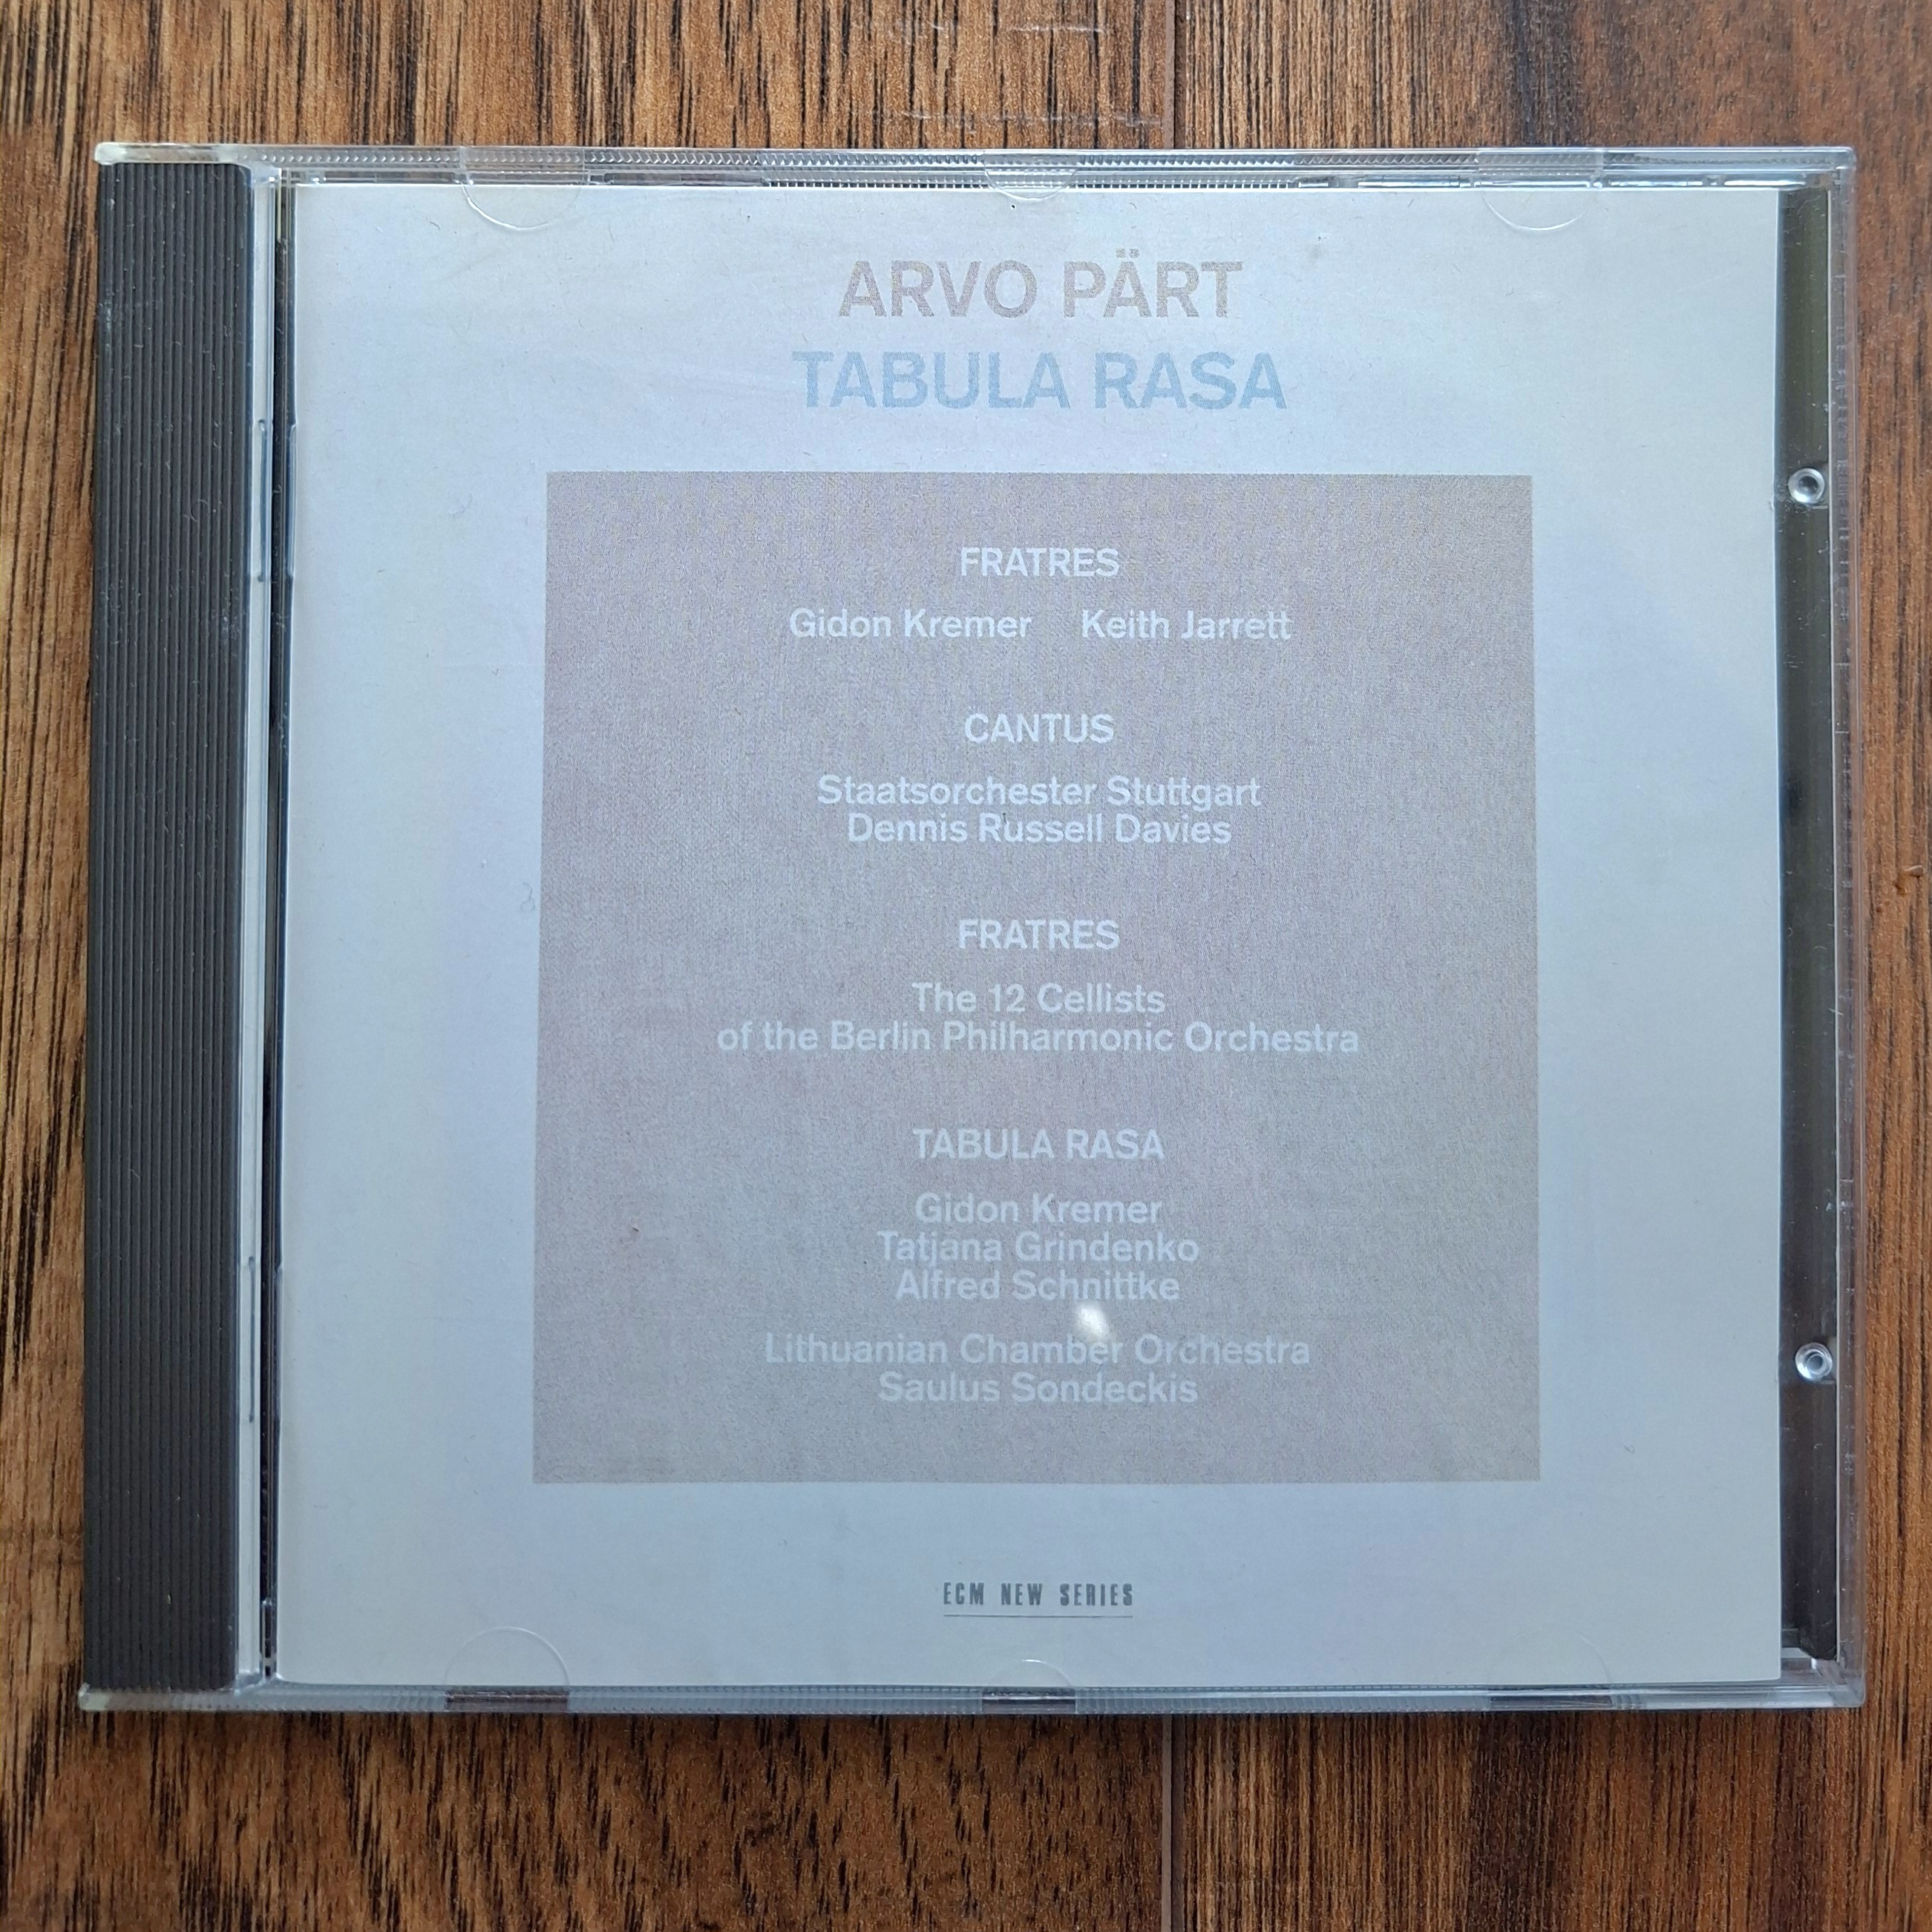 ARVO PÄRT
TABULA RASA
FRATRES
Gidon Kremer Keith Jarrett
CANTUS
Staatsorchester Stuttgart
Dennis Russell Davies
FRATRES
The 12 Cellists
of the Berlin Philharmonic Orchestra
TABULA RASA
Gidon Kremer
Tatjana Grindenko
Alfred Schnittke
Lithuanian Chamber Orchestra
Saulus Sondeckis
ECM NEW SERIES